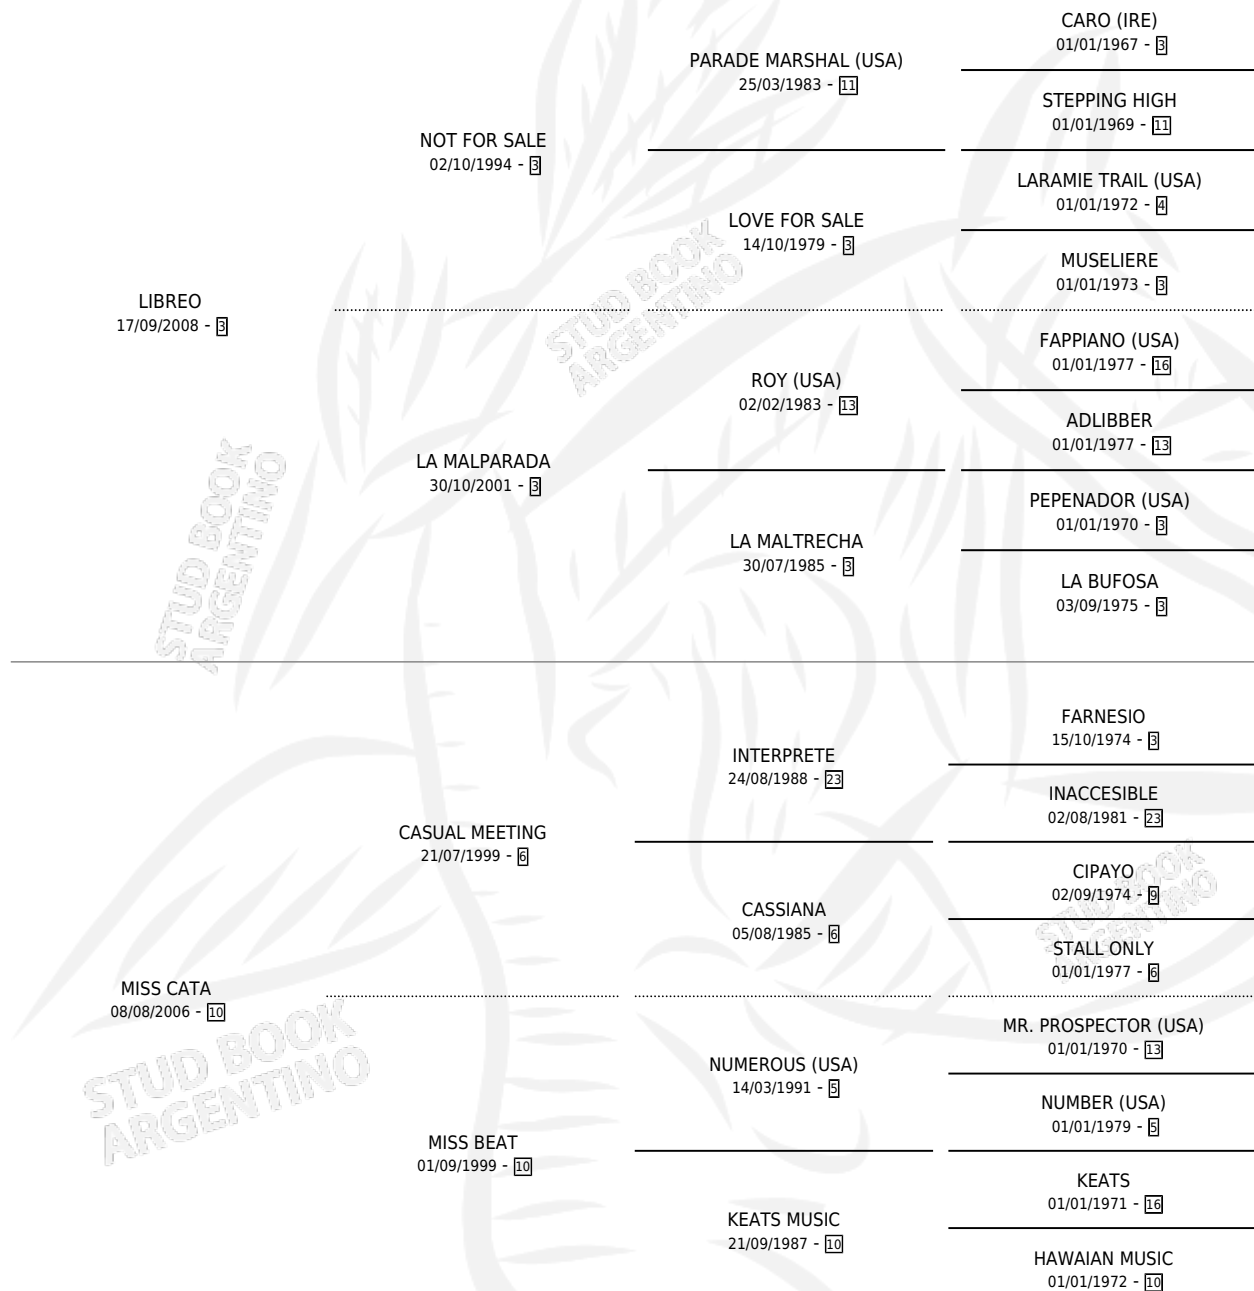 CARO (IRE)
01/01/1967 - 3
PARADE MARSHAL (USA)
25/03/1983 - 11
STEPPING HIGH
01/01/1969 - 11
NOT FOR SALE
02/10/1994 - 3
LARAMIE TRAIL (USA)
01/01/1972 - 4
LOVE FOR SALE
14/10/1979 - 3
MUSELIERE
01/01/1973 - 3
LIBREO
17/09/2008 - 3
FAPPIANO (USA)
01/01/1977 - 16
ROY (USA)
02/02/1983 - 13
ADLIBBER
01/01/1977 - 13
LA MALPARADA
30/10/2001 - 3
PEPENADOR (USA)
01/01/1970 - 3
LA MALTRECHA
30/07/1985 - 3
LA BUFOSA
03/09/1975 - 3
FARNESIO
15/10/1974 - 3
INTERPRETE
24/08/1988 - 23
INACCESIBLE
02/08/1981 - 23
CASUAL MEETING
21/07/1999 - 6
CIPAYO
02/09/1974 - 9
CASSIANA
05/08/1985 - 6
STALL ONLY
01/01/1977 - 6
MISS CATA
08/08/2006 - 10
MR. PROSPECTOR (USA)
01/01/1970 - 13
NUMEROUS (USA)
14/03/1991 - 5
NUMBER (USA)
01/01/1979 - 5
MISS BEAT
01/09/1999 - 10
KEATS
01/01/1971 - 16
KEATS MUSIC
21/09/1987 - 10
HAWAIAN MUSIC
01/01/1972 - 10
STUD BOOK
ARGENTINO
STUD BOOK
ARGENTINO
STUD BOOK
ARGENTINO
STUD BOOK
ARGENTINO